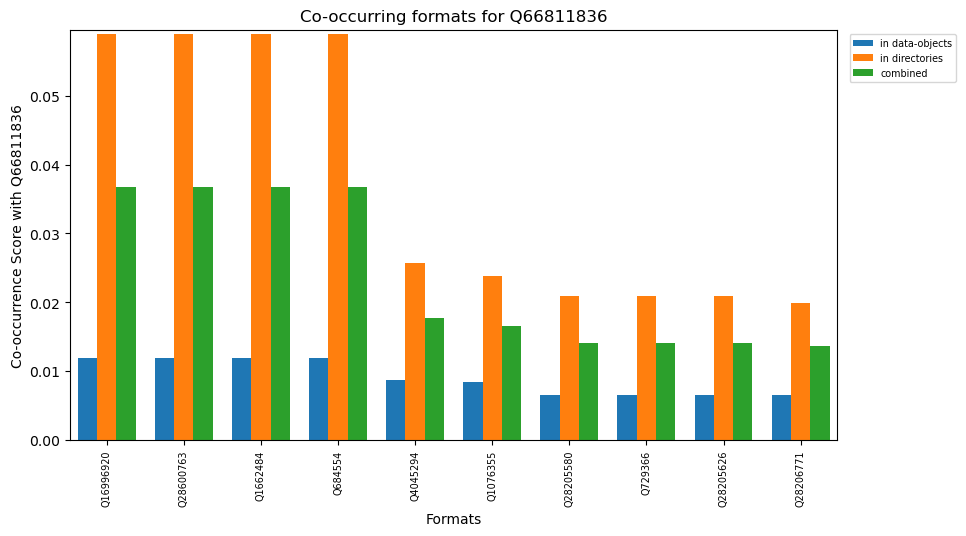 Co-occurring formats for Q66811836
in data-objects
in directories
combined
Co-occurrence Score with Q66811836
0.05
0.04
0.03
0.02
0.01
0.00
Q16996920
Q28600763
Q1662484
Q684554
Q4045294
Q1076355
Q28205580
Q729366
Q28205626
Q28206771
Formats